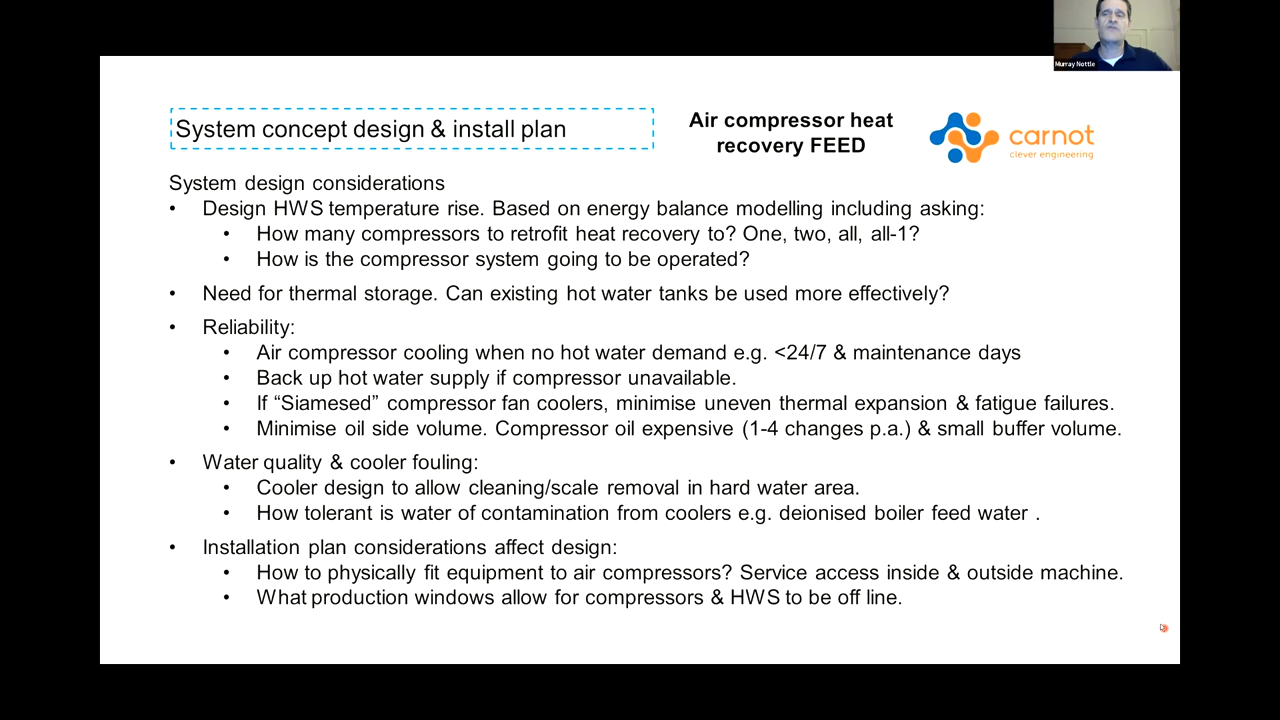 Murray Nottle
System concept design & install plan
Air compressor heat
recovery FEED
carnot
clever engineering
System design considerations
• Design HWS temperature rise. Based on energy balance modelling including asking:
• How many compressors to retrofit heat recovery to? One, two, all, all-1?
• How is the compressor system going to be operated?
• Need for thermal storage. Can existing hot water tanks be used more effectively?
• Reliability:
• Air compressor cooling when no hot water demand e.g. <24/7 & maintenance days
• Back up hot water supply if compressor unavailable.
• If “Siamesed” compressor fan coolers, minimise uneven thermal expansion & fatigue failures.
• Minimise oil side volume. Compressor oil expensive (1-4 changes p.a.) & small buffer volume.
• Water quality & cooler fouling:
• Cooler design to allow cleaning/scale removal in hard water area.
• How tolerant is water of contamination from coolers e.g. deionised boiler feed water .
• Installation plan considerations affect design:
• How to physically fit equipment to air compressors? Service access inside & outside machine.
• What production windows allow for compressors & HWS to be off line.